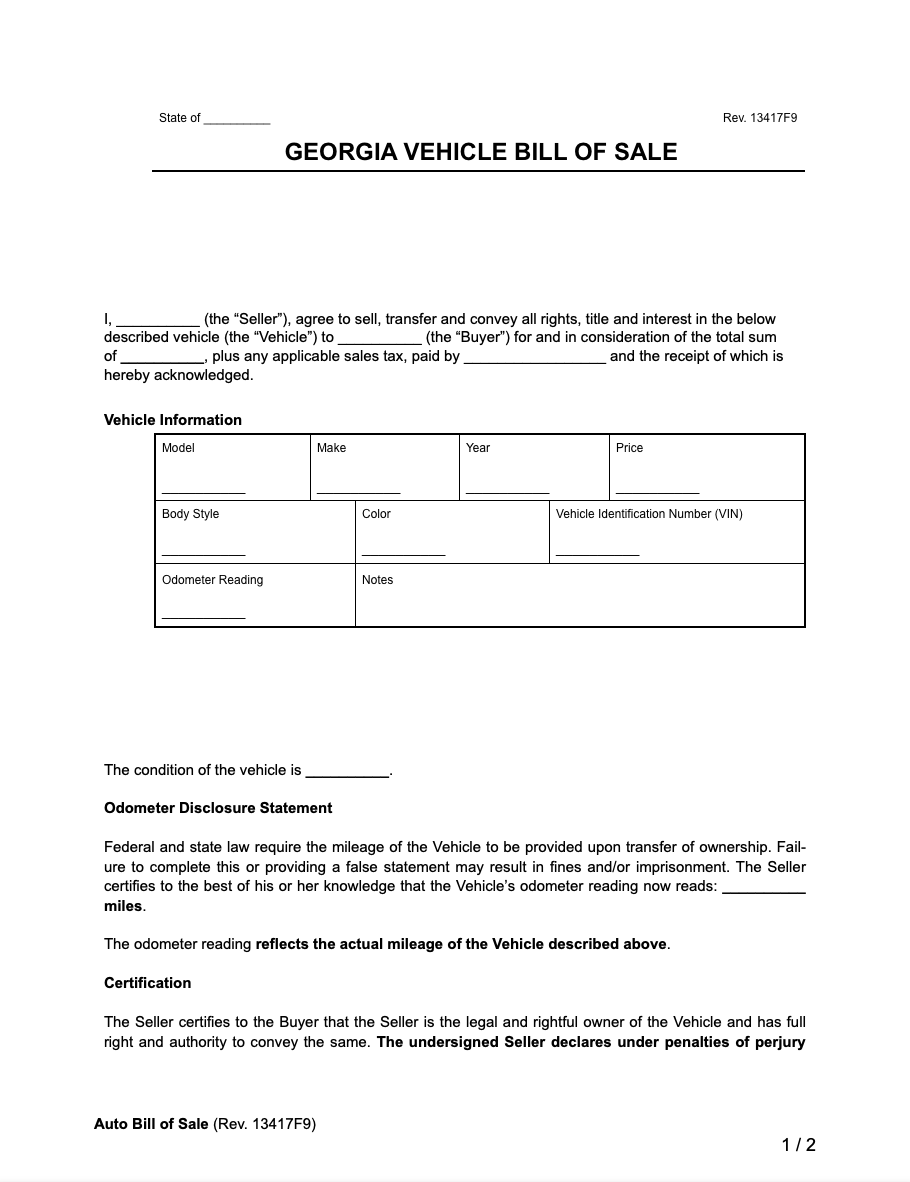 State of __________ Rev. 13417F9
GEORGIA VEHICLE BILL OF SALE
I, __________ (the “Seller”), agree to sell, transfer and convey all rights, title and interest in the below
described vehicle (the “Vehicle”) to __________ (the “Buyer”) for and in consideration of the total sum
of __________, plus any applicable sales tax, paid by _________________ and the receipt of which is
hereby acknowledged.
Vehicle Information
Model Make Year Price
__________ __________ __________ __________
Body Style Color Vehicle Identification Number (VIN)
__________ __________ __________
Odometer Reading Notes
__________
The condition of the vehicle is __________.
Odometer Disclosure Statement
Federal and state law require the mileage of the Vehicle to be provided upon transfer of ownership. Fail-
ure to complete this or providing a false statement may result in fines and/or imprisonment. The Seller
certifies to the best of his or her knowledge that the Vehicle’s odometer reading now reads: __________
miles.
The odometer reading reflects the actual mileage of the Vehicle described above.
Certification
The Seller certifies to the Buyer that the Seller is the legal and rightful owner of the Vehicle and has full
right and authority to convey the same. The undersigned Seller declares under penalties of perjury
Auto Bill of Sale (Rev. 13417F9)
1 / 2